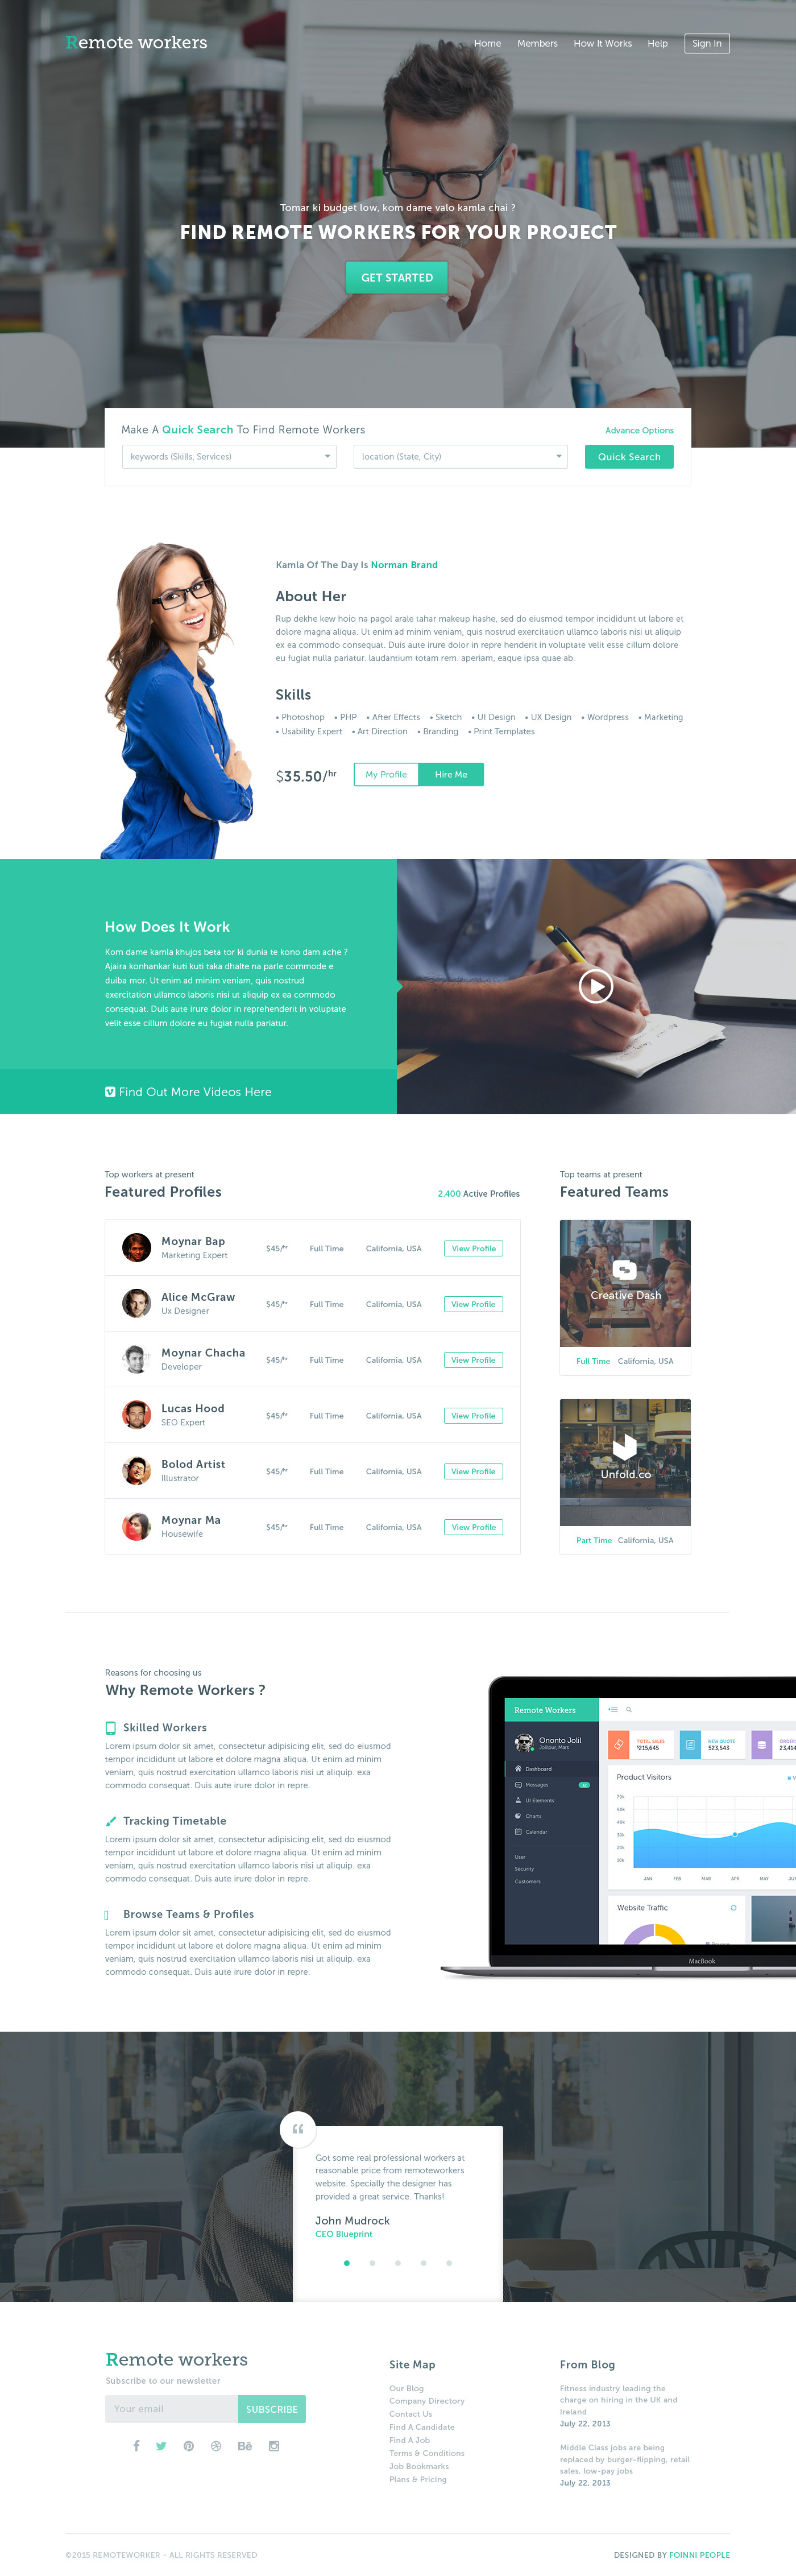 Remote workers
Home Members How It Works Help Sign In
Tomar ki budget low, kom dame valo kamla chai ?
FIND REMOTE WORKERS FOR YOUR PROJECT
GET STARTED
Make A Quick Search To Find Remote Workers
Advance Options
keywords (Skills, Services)
location (State, City)
Quick Search
Kamla Of The Day Is Norman Brand
About Her
Rup dekhe kew hoio na pagol arale tahar makeup hashe, sed do eiusmod tempor incididunt ut labore et
dolore magna aliqua. Ut enim ad minim veniam, quis nostrud exercitation ullamco laboris nisi ut aliquip
ex ea commodo consequat. Duis aute irure dolor in repre henderit in voluptate velit esse cillum dolore
eu fugiat nulla pariatur. laudantium totam rem. aperiam, eaque ipsa quae ab.
Skills
• Photoshop • PHP • After Effects • Sketch • UI Design • UX Design • Wordpress • Marketing
• Usability Expert • Art Direction • Branding • Print Templates
$35.50/hr
My Profile
Hire Me
How Does It Work
Kom dame kamla khujos beta tor ki dunia te kono dam ache ?
Ajaira konhankar kuti kuti taka dhalte na parle commode e
duiba mor. Ut enim ad minim veniam, quis nostrud
exercitation ullamco laboris nisi ut aliquip ex ea commodo
consequat. Duis aute irure dolor in reprehenderit in voluptate
velit esse cillum dolore eu fugiat nulla pariatur.
Find Out More Videos Here
Top workers at present
Featured Profiles
2,400 Active Profiles
Moynar Bap
Marketing Expert
$45/hr Full Time California, USA View Profile
Alice McGraw
Ux Designer
$45/hr Full Time California, USA View Profile
Moynar Chacha
Developer
$45/hr Full Time California, USA View Profile
Lucas Hood
SEO Expert
$45/hr Full Time California, USA View Profile
Bolod Artist
Illustrator
$45/hr Full Time California, USA View Profile
Moynar Ma
Housewife
$45/hr Full Time California, USA View Profile
Top teams at present
Featured Teams
Creative Dash
Full Time California, USA
Unfold.co
Part Time California, USA
Reasons for choosing us
Why Remote Workers ?
Skilled Workers
Lorem ipsum dolor sit amet, consectetur adipisicing elit, sed do eiusmod
tempor incididunt ut labore et dolore magna aliqua. Ut enim ad minim
veniam, quis nostrud exercitation ullamco laboris nisi ut aliquip. exa
commodo consequat. Duis aute irure dolor in repre.
Tracking Timetable
Lorem ipsum dolor sit amet, consectetur adipisicing elit, sed do eiusmod
tempor incididunt ut labore et dolore magna aliqua. Ut enim ad minim
veniam, quis nostrud exercitation ullamco laboris nisi ut aliquip. exa
commodo consequat. Duis aute irure dolor in repre.
Browse Teams & Profiles
Lorem ipsum dolor sit amet, consectetur adipisicing elit, sed do eiusmod
tempor incididunt ut labore et dolore magna aliqua. Ut enim ad minim
veniam, quis nostrud exercitation ullamco laboris nisi ut aliquip. exa
commodo consequat. Duis aute irure dolor in repre.
Remote Workers
Ononto Jolil
Jolilpur, Mars
Dashboard
Messages
UI Elements
Charts
Calendar
User
Security
Customers
TOTAL SALES
$215,645
NEW QUOTE
523,543
23,414
Product Visitors
JAN FEB MAR APR MAY
Website Traffic
MacBook
“
Got some real professional workers at
reasonable price from remoteworkers
website. Specially the designer has
provided a great service. Thanks!
John Mudrock
CEO Blueprint
Remote workers
Subscribe to our newsletter
Your email
SUBSCRIBE
Bē
Site Map
Our Blog
Company Directory
Contact Us
Find A Candidate
Find A Job
Terms & Conditions
Job Bookmarks
Plans & Pricing
From Blog
Fitness industry leading the
charge on hiring in the UK and
Ireland
July 22, 2013
Middle Class jobs are being
replaced by burger-flipping, retail
sales, low-pay jobs
July 22, 2013
©2015 REMOTEWORKER - ALL RIGHTS RESERVED
DESIGNED BY FOINNI PEOPLE